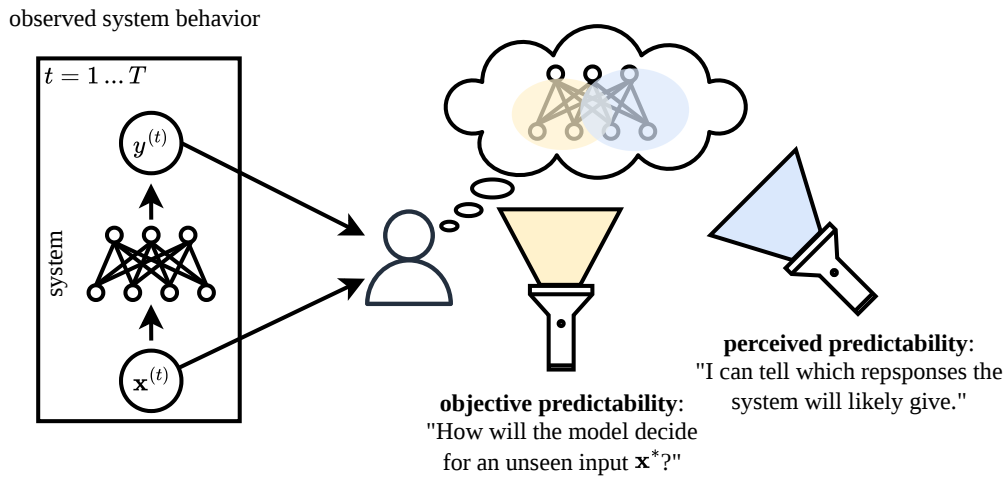 observed system behavior
t = 1 ... T
y^(t)
system
x^(t)
objective predictability:
"How will the model decide
for an unseen input x*?"
perceived predictability:
"I can tell which repsponses the
system will likely give."